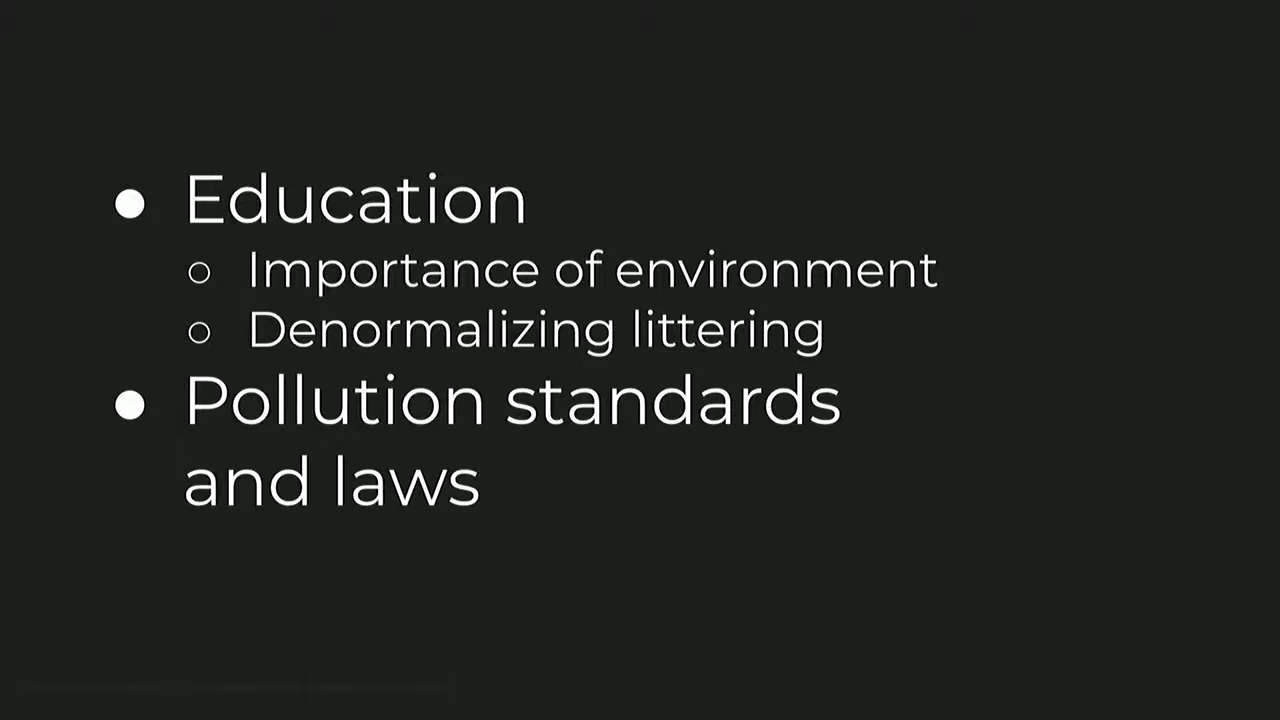 ● Education
○ Importance of environment
○ Denormalizing littering
● Pollution standards
and laws